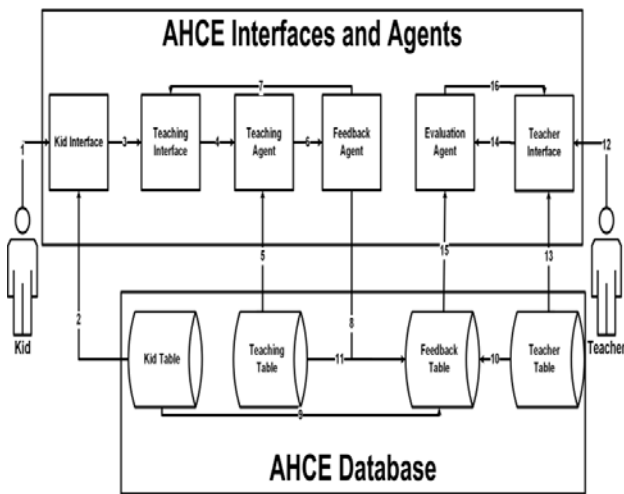 AHCE Interfaces and Agents
7
16
Kid Interface
Teaching
Interface
Teaching
Agent
Feedback
Agent
Evaluation
Agent
Teacher
Interface
1
3
4
6
14
12
2
5
8
15
13
Kid
Teacher
Kid Table
Teaching
Table
Feedback
Table
Teacher
Table
11
10
9
AHCE Database